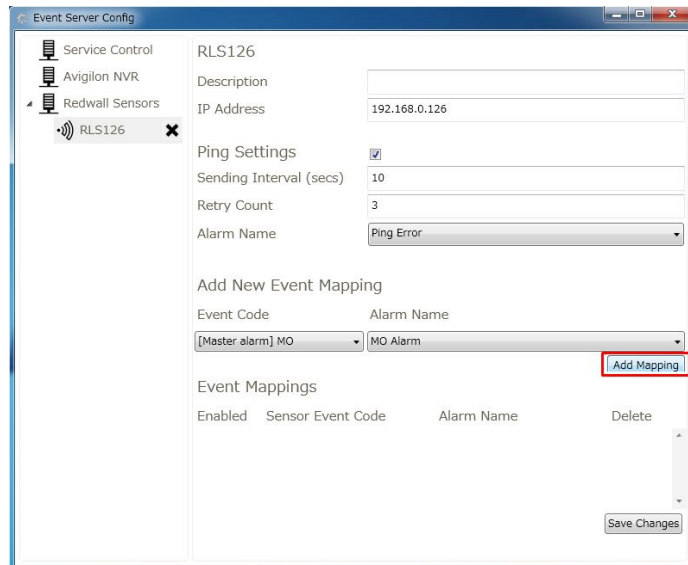 Event Server Config
Service Control
Avigilon NVR
Redwall Sensors
RLS126
RLS126
Description
IP Address 192.168.0.126
Ping Settings
Sending Interval (secs) 10
Retry Count 3
Alarm Name Ping Error
Add New Event Mapping
Event Code Alarm Name
[Master alarm] MO MO Alarm
Add Mapping
Event Mappings
Enabled Sensor Event Code Alarm Name Delete
Save Changes